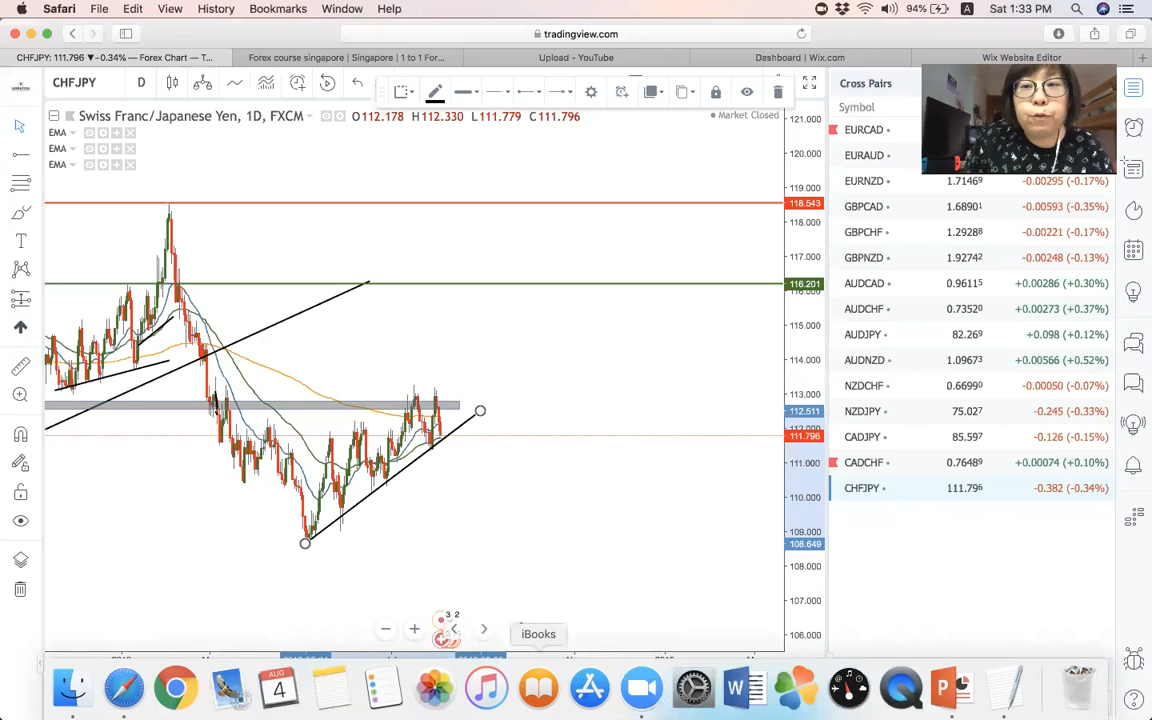 Safari File Edit View History Bookmarks Window Help 94% A Sat 1:33 PM
tradingview.com
CHFJPY: 111.796 ▼−0.34% — Forex Chart — T...
Forex course singapore | Singapore | 1 to 1 For...
Upload - YouTube
Dashboard | Wix.com
Wix Website Editor
CHFJPY D
Swiss Franc/Japanese Yen, 1D, FXCM O112.178 H112.330 L111.779 C111.796
Market Closed
EMA
EMA
EMA
121.000
120.000
119.000
118.543
118.000
117.000
116.201
116.000
115.000
114.000
113.000
112.511
111.796
111.000
110.000
109.000
108.649
108.000
107.000
106.000
Cross Pairs
Symbol
EURCAD
EURAUD
EURNZD 1.71469 -0.00295 (-0.17%)
GBPCAD 1.68901 -0.00593 (-0.35%)
GBPCHF 1.29288 -0.00221 (-0.17%)
GBPNZD 1.92742 -0.00248 (-0.13%)
AUDCAD 0.96115 +0.00286 (+0.30%)
AUDCHF 0.73520 +0.00273 (+0.37%)
AUDJPY 82.269 +0.098 (+0.12%)
AUDNZD 1.09673 +0.00566 (+0.52%)
NZDCHF 0.66990 -0.00050 (-0.07%)
NZDJPY 75.027 -0.245 (-0.33%)
CADJPY 85.597 -0.126 (-0.15%)
CADCHF 0.76489 +0.00074 (+0.10%)
CHFJPY 111.796 -0.382 (-0.34%)
3 2
iBooks
AUG
4